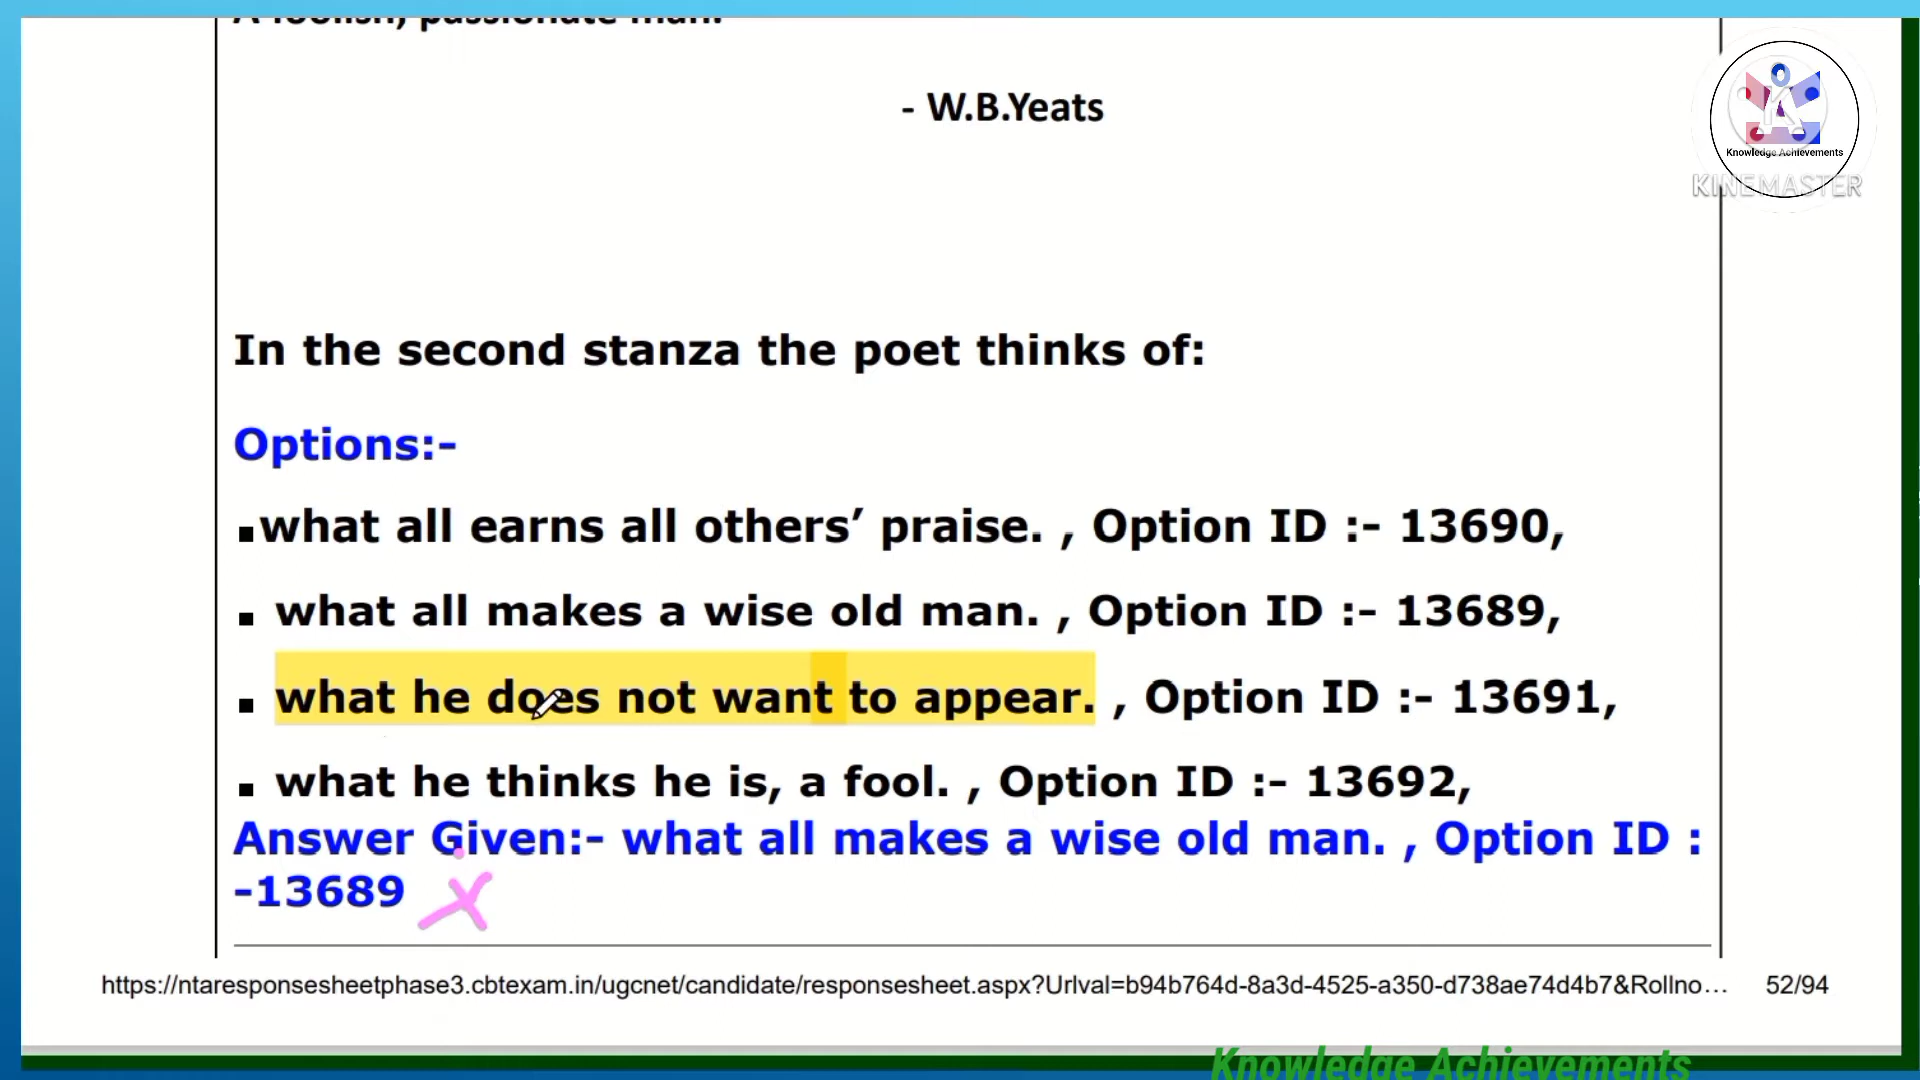 A foolish, passionate man.
- W.B.Yeats
Knowledge Achievements
KINEMASTER
In the second stanza the poet thinks of:
Options:-
▪what all earns all others’ praise. , Option ID :- 13690,
▪ what all makes a wise old man. , Option ID :- 13689,
▪ what he does not want to appear. , Option ID :- 13691,
▪ what he thinks he is, a fool. , Option ID :- 13692,
Answer Given:- what all makes a wise old man. , Option ID :
-13689
https://ntaresponsesheetphase3.cbtexam.in/ugcnet/candidate/responsesheet.aspx?Urlval=b94b764d-8a3d-4525-a350-d738ae74d4b7&Rollno… 52/94
Knowledge Achievements